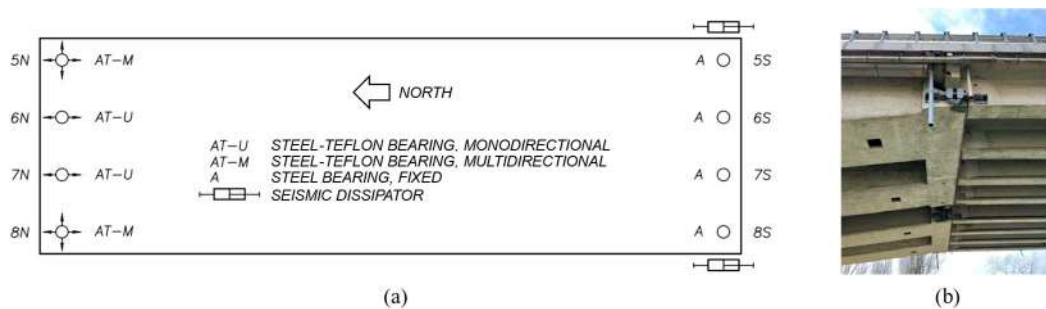 5N AT-M A 5S
NORTH
6N AT-U A 6S
AT-U STEEL-TEFLON BEARING, MONODIRECTIONAL
AT-M STEEL-TEFLON BEARING, MULTIDIRECTIONAL
7N AT-U A STEEL BEARING, FIXED A 7S
SEISMIC DISSIPATOR
8N AT-M A 8S
(a) (b)